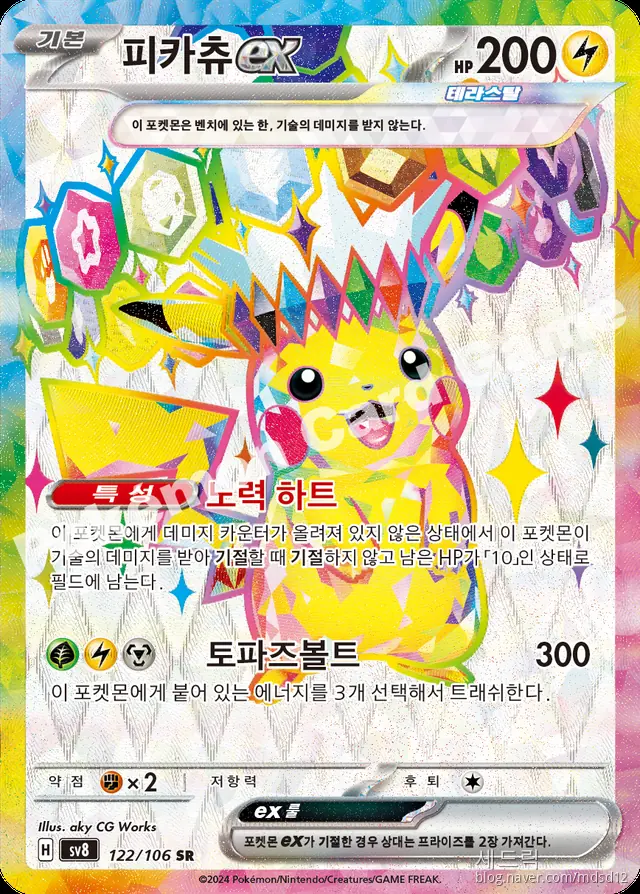 기본 피카츄ex HP200
테라스탈
이 포켓몬은 벤치에 있는 한, 기술의 데미지를 받지 않는다.
Pokémon Card Game
특성 노력 하트
이 포켓몬에게 데미지 카운터가 올려져 있지 않은 상태에서 이 포켓몬이
기술의 데미지를 받아 기절할 때 기절하지 않고 남은 HP가 「10」인 상태로
필드에 남는다.
토파즈볼트 300
이 포켓몬에게 붙어 있는 에너지를 3개 선택해서 트래쉬한다.
약점 ×2 저항력 후퇴
ex 룰
포켓몬 ex가 기절한 경우 상대는 프라이즈를 2장 가져간다.
Illus. aky CG Works
H sv8 122/106 SR
세드릭
blog.naver.com/mdsd12
©2024 Pokémon/Nintendo/Creatures/GAME FREAK.